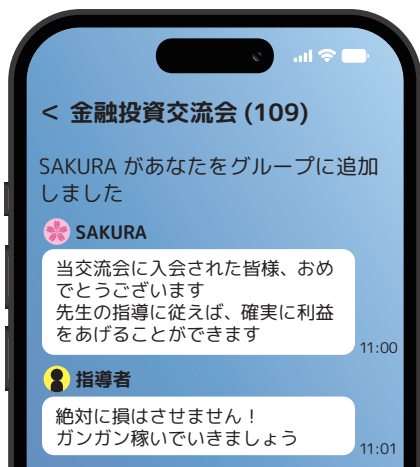 < 金融投資交流会 (109)
SAKURA があなたをグループに追加
しました
SAKURA
当交流会に入会された皆様、おめ
でとうございます
先生の指導に従えば、確実に利益
をあげることができます
11:00
指導者
絶対に損はさせません！
ガンガン稼いでいきましょう
11:01